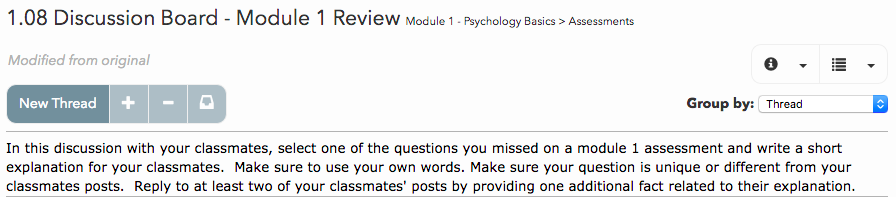 1.08 Discussion Board - Module 1 Review Module 1 - Psychology Basics > Assessments
Modified from original
New Thread
Group by: Thread
In this discussion with your classmates, select one of the questions you missed on a module 1 assessment and write a short
explanation for your classmates.  Make sure to use your own words. Make sure your question is unique or different from your
classmates posts.  Reply to at least two of your classmates' posts by providing one additional fact related to their explanation.